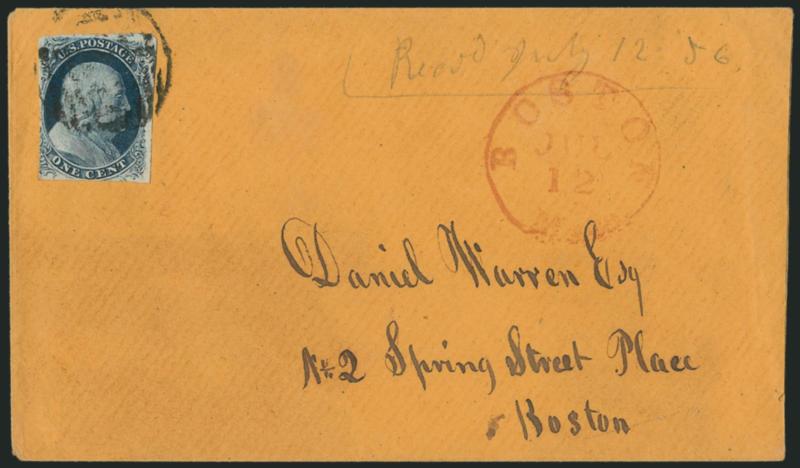 U.S. POSTAGE
ONE CENT
Recd July 12 56
BOSTON
JUL
12
Daniel Warren Esq
No 2 Spring Street Place
Boston